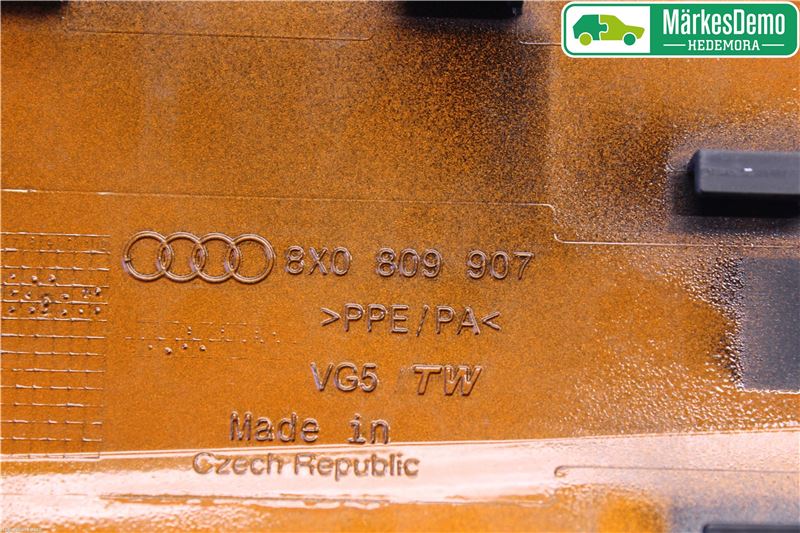 MärkesDemo
HEDEMORA
8X0 809 907
>PPE/PA<
VG5 TW
Made in
Czech Republic